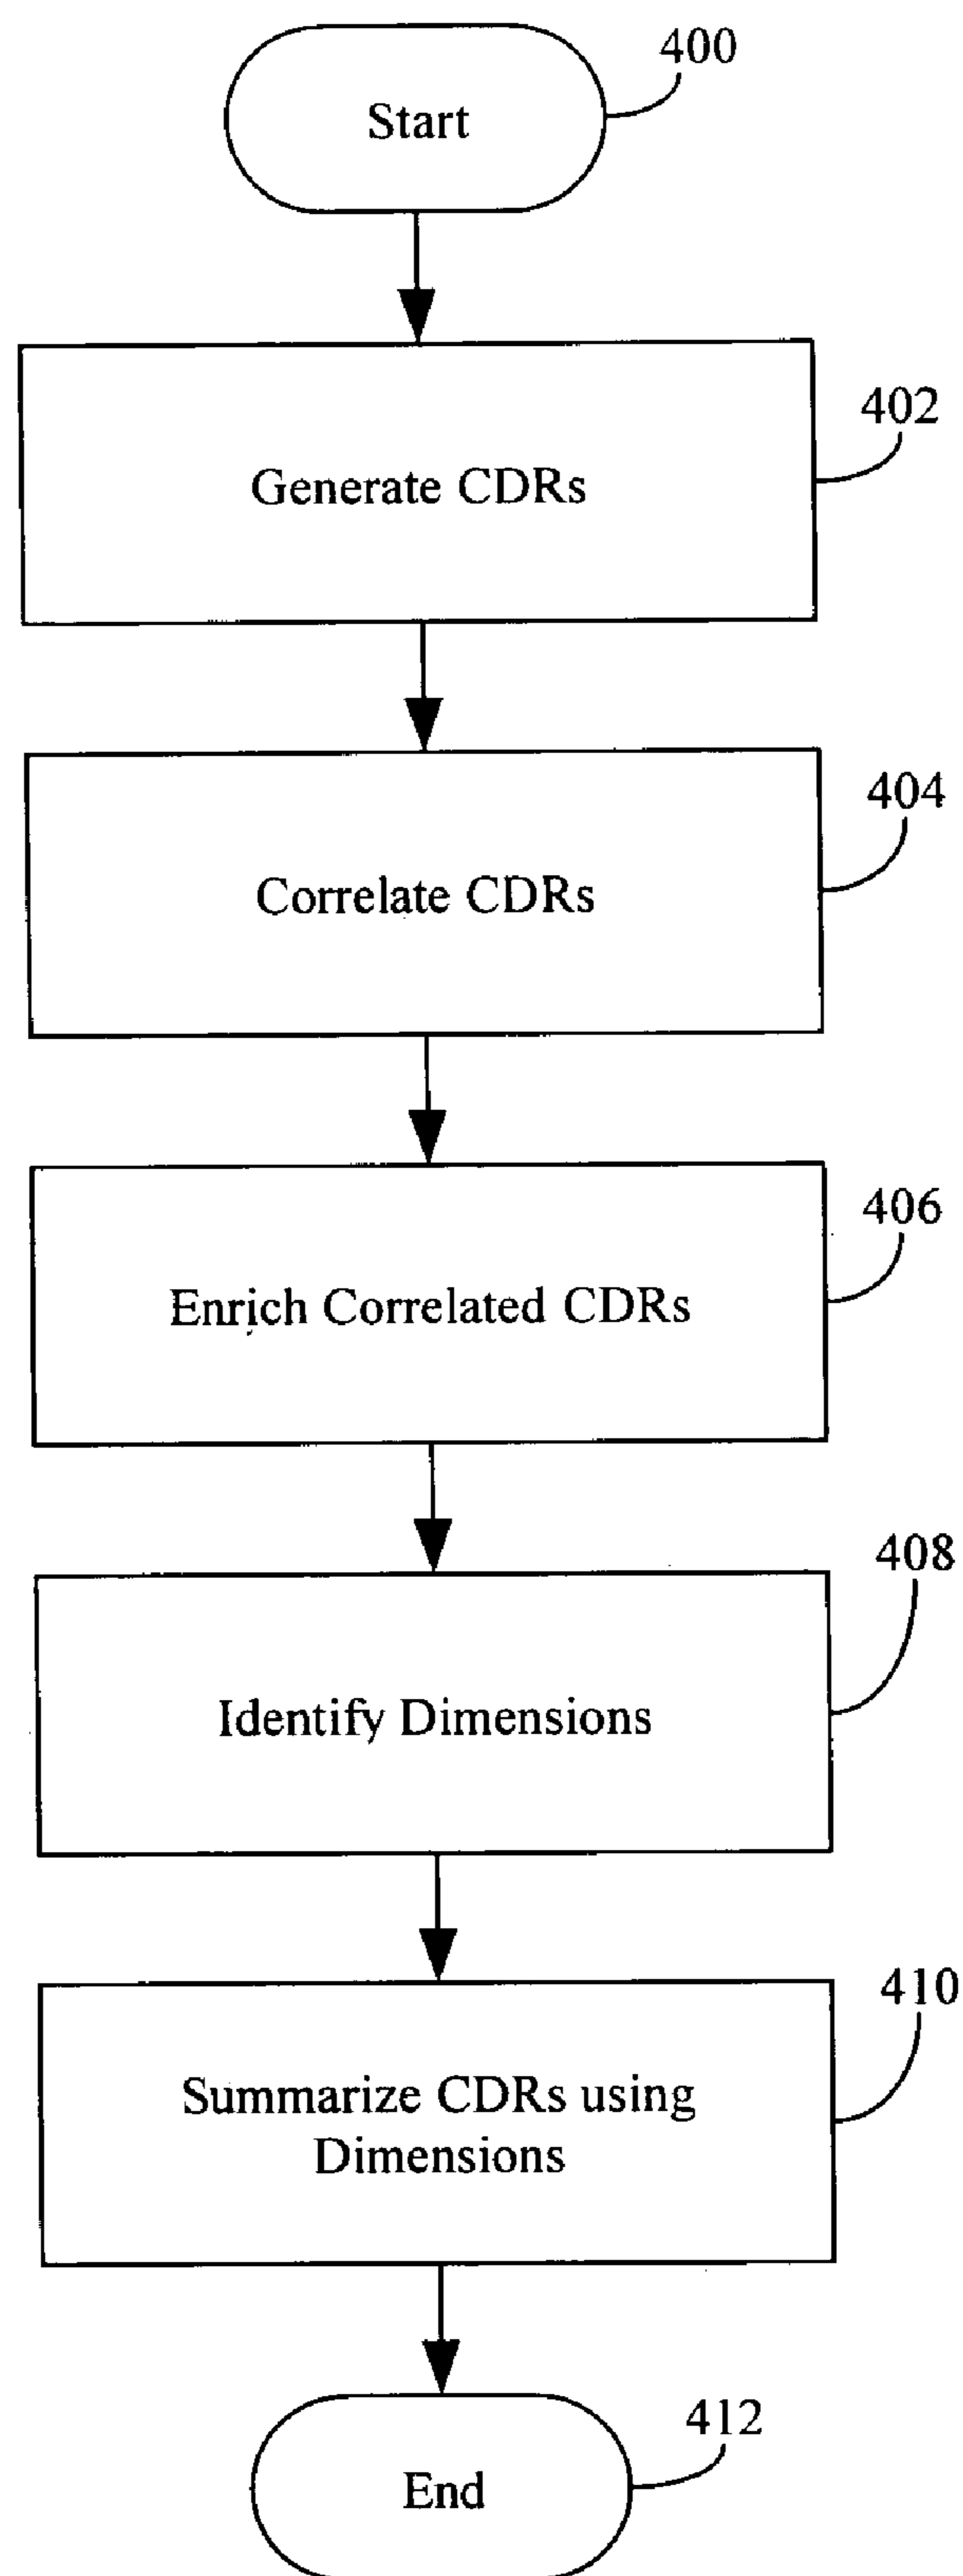 400
Start
402
Generate CDRs
404
Correlate CDRs
406
Enrich Correlated CDRs
408
Identify Dimensions
410
Summarize CDRs using
Dimensions
412
End